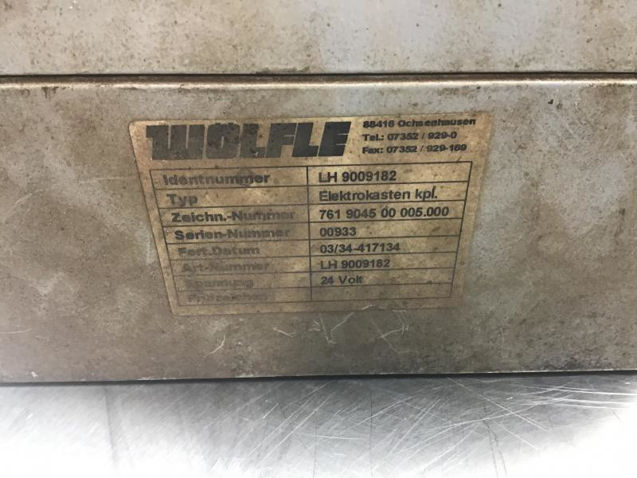 WÖLFLE
88416 Ochsenhausen
Tel.: 07352 / 929-0
Fax: 07352 / 929-169
Identnummer LH 9009182
Typ Elektrokasten kpl.
Zeichn.-Nummer 761 9045 00 005.000
Serien-Nummer 00933
Fert.Datum 03/34-417134
Art-Nummer LH 9009182
Spannung 24 Volt
Prüfzeichen